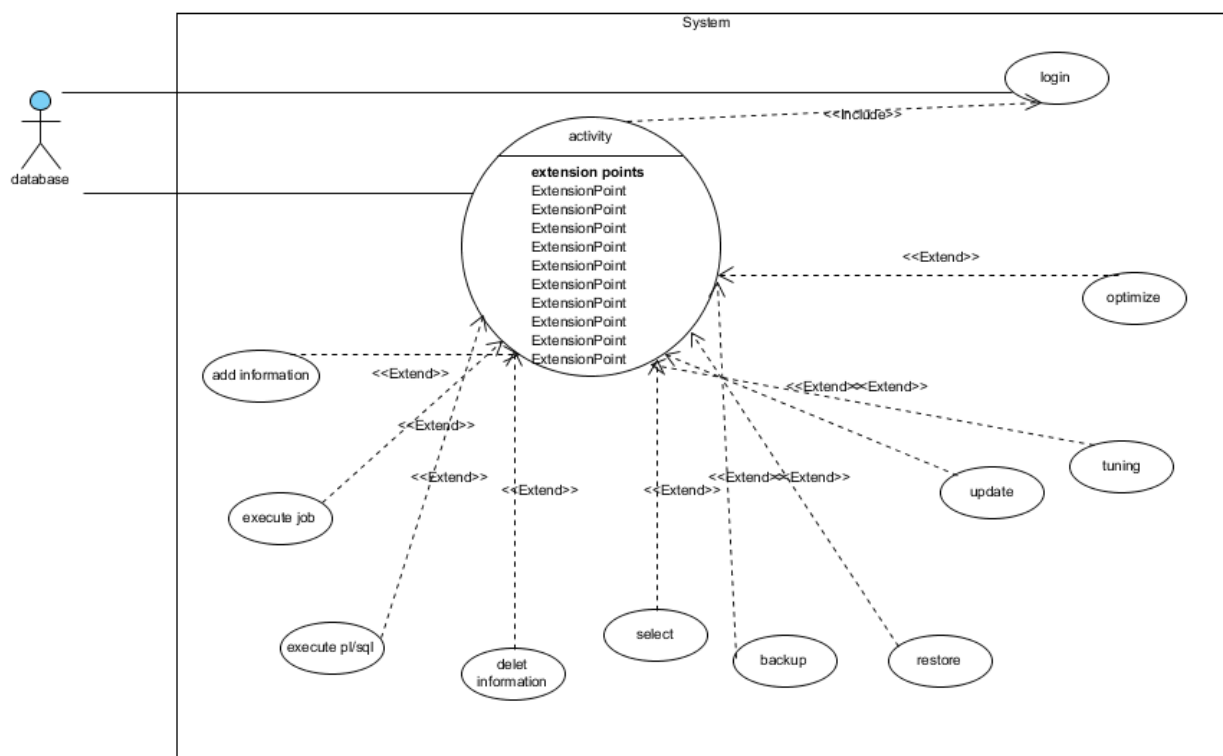 System
login
<<Include>>
database
activity
extension points
ExtensionPoint
ExtensionPoint
ExtensionPoint
ExtensionPoint
ExtensionPoint
ExtensionPoint
ExtensionPoint
ExtensionPoint
ExtensionPoint
ExtensionPoint
<<Extend>>
optimize
add information
<<Extend>>
<<Extend>>
<<Extend>>
<<Extend>>
tuning
<<Extend>>
<<Extend>>
<<Extend>>
<<Extend>>
<<Extend>>
update
execute job
execute pl/sql
delet
information
select
backup
restore